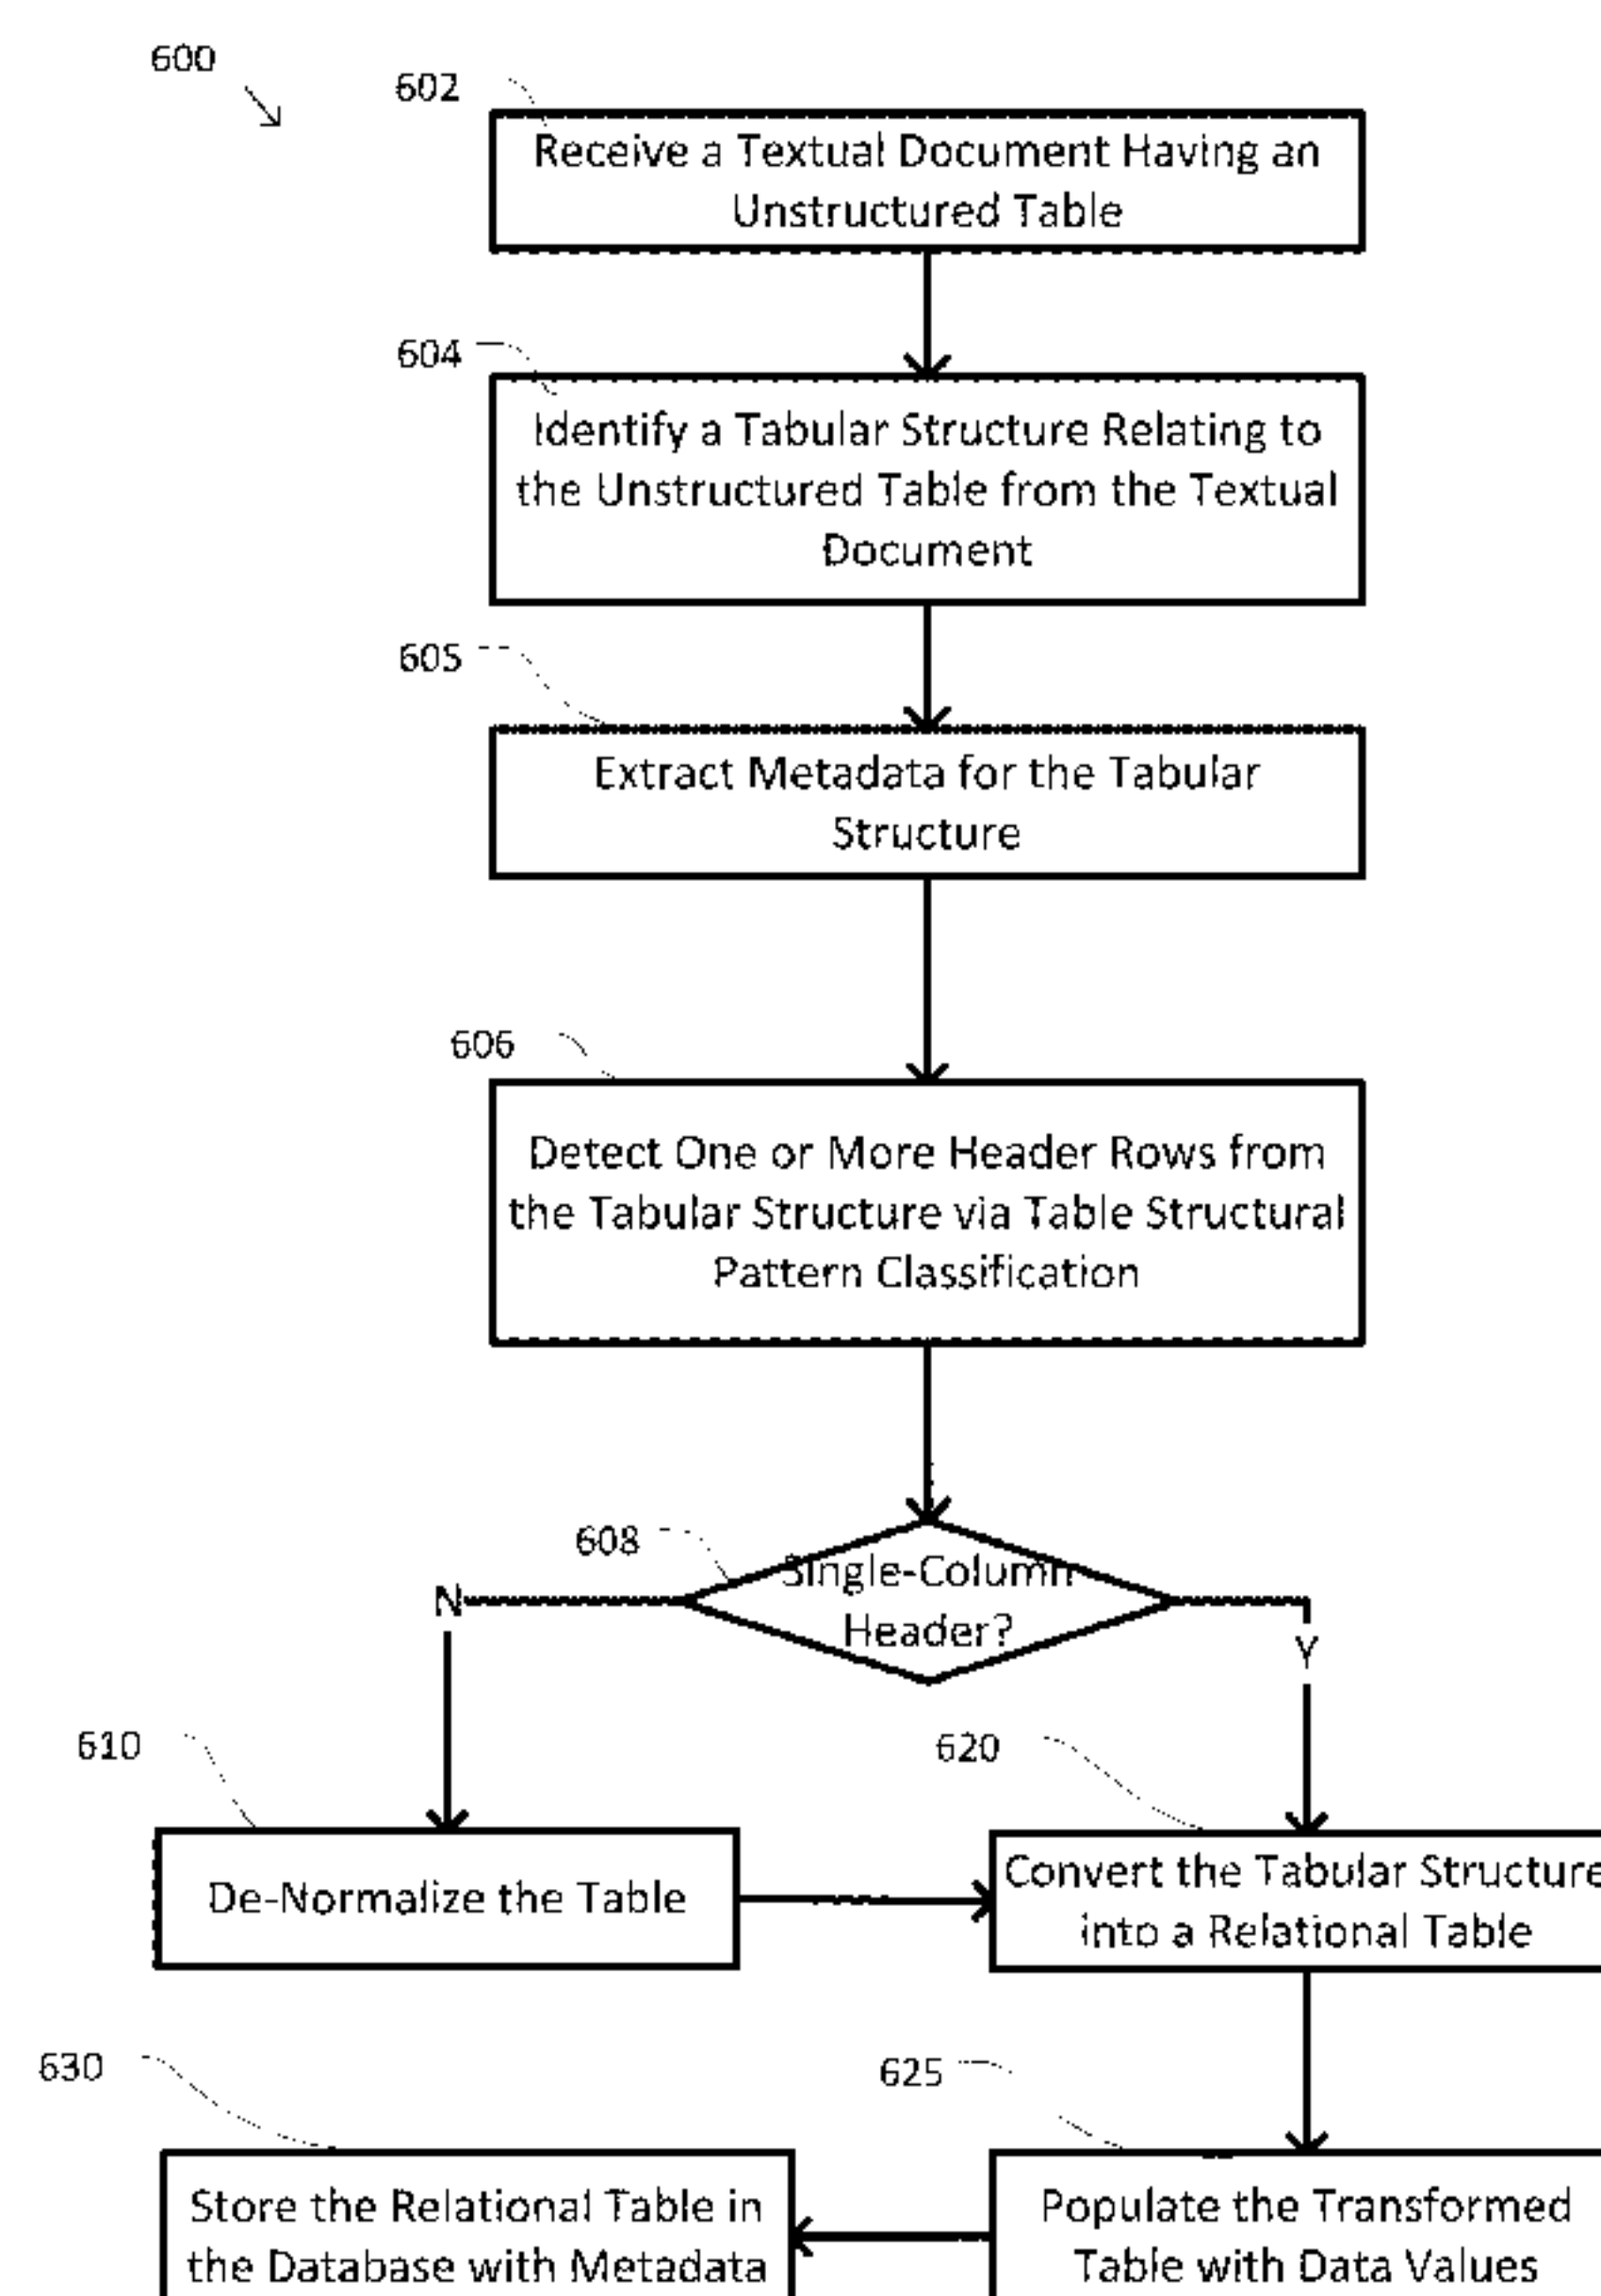 600
602
Receive a Textual Document Having an
Unstructured Table
604
Identify a Tabular Structure Relating to
the Unstructured Table from the Textual
Document
605
Extract Metadata for the Tabular
Structure
606
Detect One or More Header Rows from
the Tabular Structure via Table Structural
Pattern Classification
608
Single-Column
Header?
N
Y
610
De-Normalize the Table
620
Convert the Tabular Structure
into a Relational Table
630
Store the Relational Table in
the Database with Metadata
625
Populate the Transformed
Table with Data Values